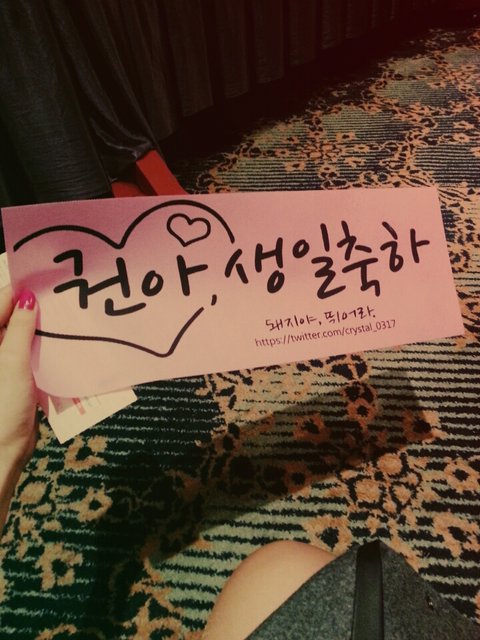 권아, 생일축하
돼지야, 뛰어라.
https://twitter.com/crystal_0317